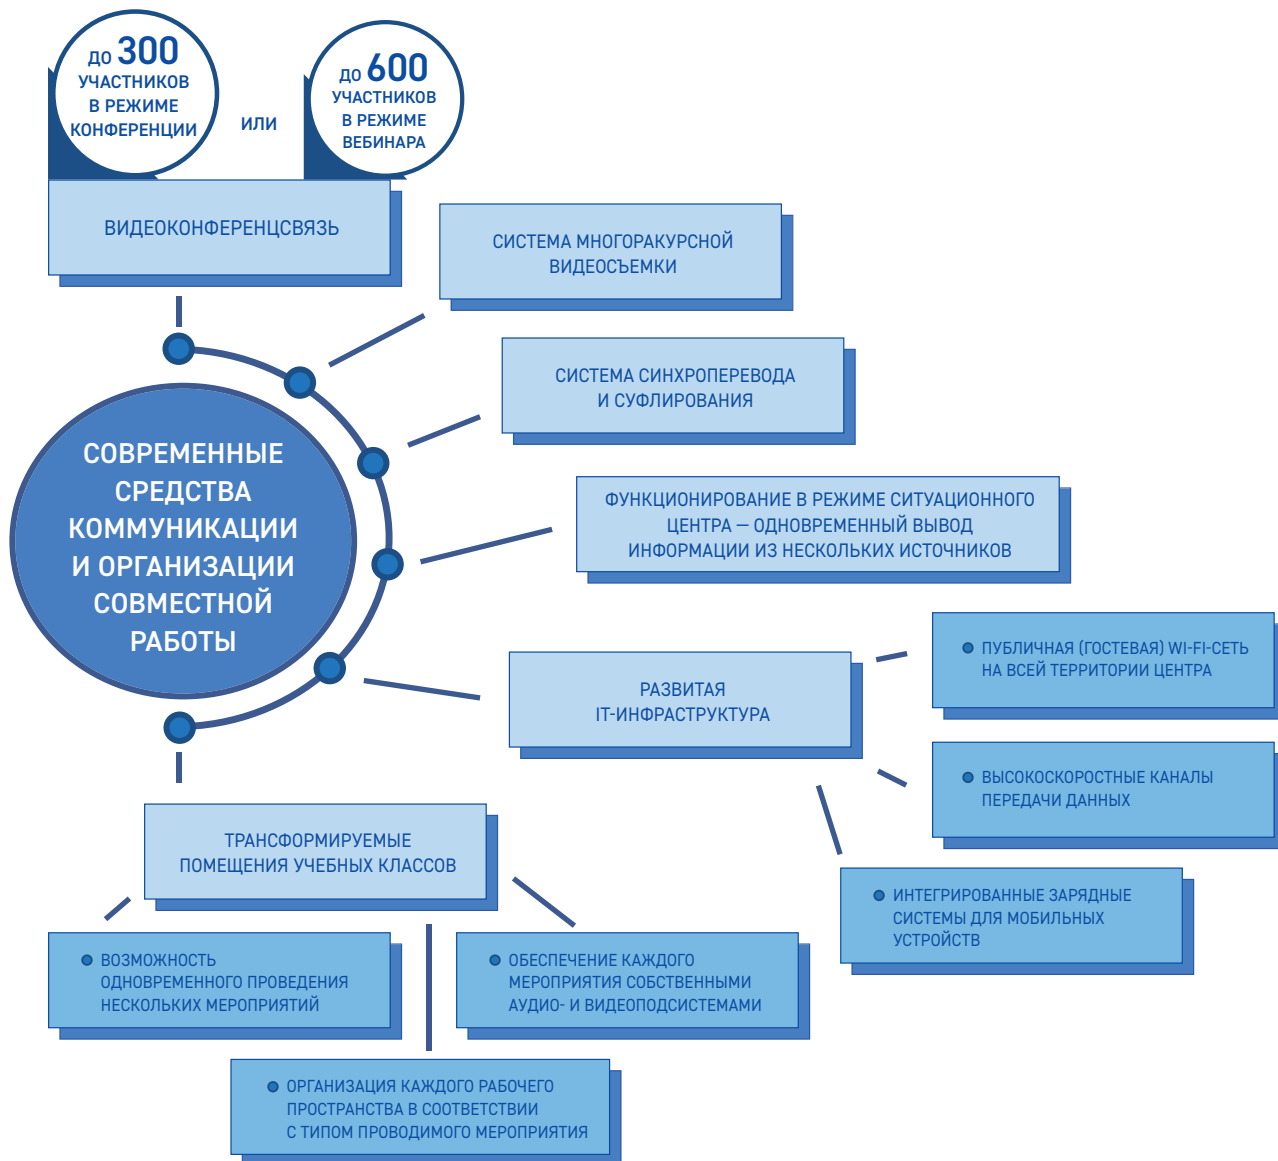 ДО 300
УЧАСТНИКОВ
В РЕЖИМЕ
КОНФЕРЕНЦИИ
ИЛИ
ДО 600
УЧАСТНИКОВ
В РЕЖИМЕ
ВЕБИНАРА
ВИДЕОКОНФЕРЕНЦСВЯЗЬ
СИСТЕМА МНОГОРАКУРСНОЙ
ВИДЕОСЪЕМКИ
СИСТЕМА СИНХРОПЕРЕВОДА
И СУФЛИРОВАНИЯ
СОВРЕМЕННЫЕ
СРЕДСТВА
КОММУНИКАЦИИ
И ОРГАНИЗАЦИИ
СОВМЕСТНОЙ
РАБОТЫ
ФУНКЦИОНИРОВАНИЕ В РЕЖИМЕ СИТУАЦИОННОГО
ЦЕНТРА — ОДНОВРЕМЕННЫЙ ВЫВОД
ИНФОРМАЦИИ ИЗ НЕСКОЛЬКИХ ИСТОЧНИКОВ
РАЗВИТАЯ
IT-ИНФРАСТРУКТУРА
ПУБЛИЧНАЯ (ГОСТЕВАЯ) WI-FI-СЕТЬ
НА ВСЕЙ ТЕРРИТОРИИ ЦЕНТРА
ВЫСОКОСКОРОСТНЫЕ КАНАЛЫ
ПЕРЕДАЧИ ДАННЫХ
ИНТЕГРИРОВАННЫЕ ЗАРЯДНЫЕ
СИСТЕМЫ ДЛЯ МОБИЛЬНЫХ
УСТРОЙСТВ
ТРАНСФОРМИРУЕМЫЕ
ПОМЕЩЕНИЯ УЧЕБНЫХ КЛАССОВ
ВОЗМОЖНОСТЬ
ОДНОВРЕМЕННОГО ПРОВЕДЕНИЯ
НЕСКОЛЬКИХ МЕРОПРИЯТИЙ
ОБЕСПЕЧЕНИЕ КАЖДОГО
МЕРОПРИЯТИЯ СОБСТВЕННЫМИ
АУДИО- И ВИДЕОПОДСИСТЕМАМИ
ОРГАНИЗАЦИЯ КАЖДОГО РАБОЧЕГО
ПРОСТРАНСТВА В СООТВЕТСТВИИ
С ТИПОМ ПРОВОДИМОГО МЕРОПРИЯТИЯ